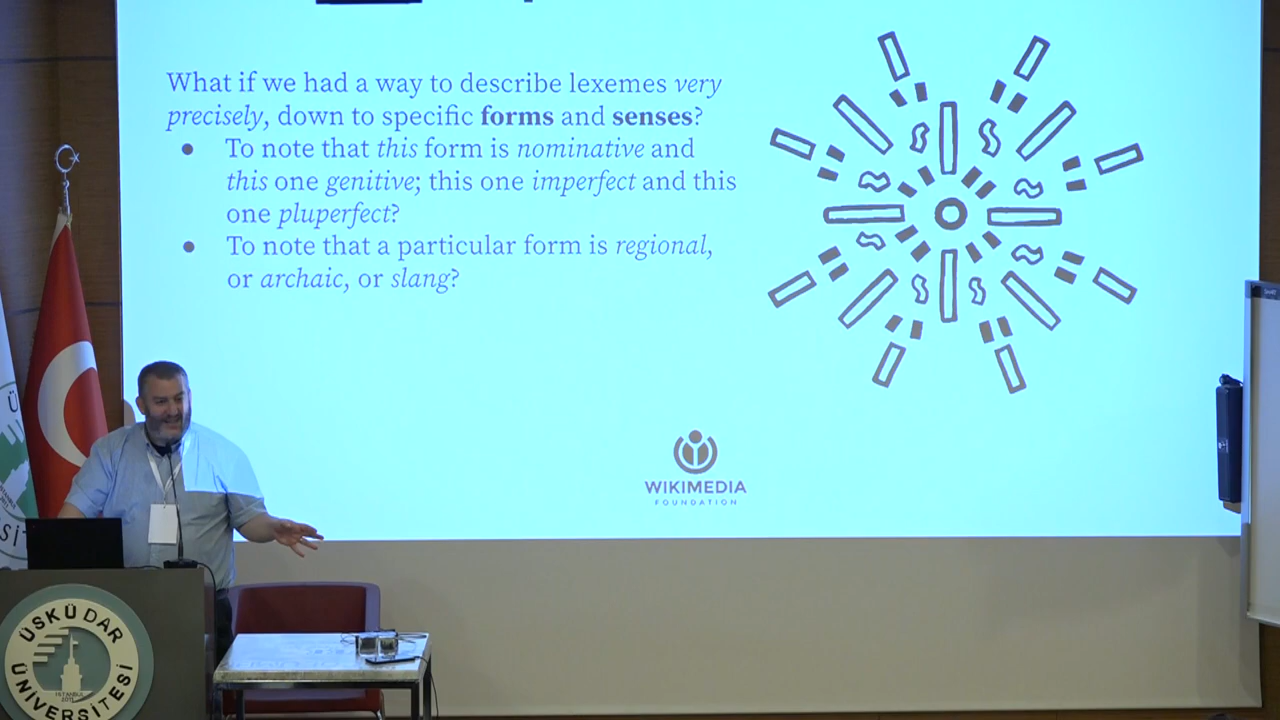 What if we had a way to describe lexemes very
precisely, down to specific forms and senses?
● To note that this form is nominative and
this one genitive; this one imperfect and this
one pluperfect?
● To note that a particular form is regional,
or archaic, or slang?
WIKIMEDIA
FOUNDATION
ÜSKÜDAR
ÜNİVERSİTESİ
İSTANBUL
2011